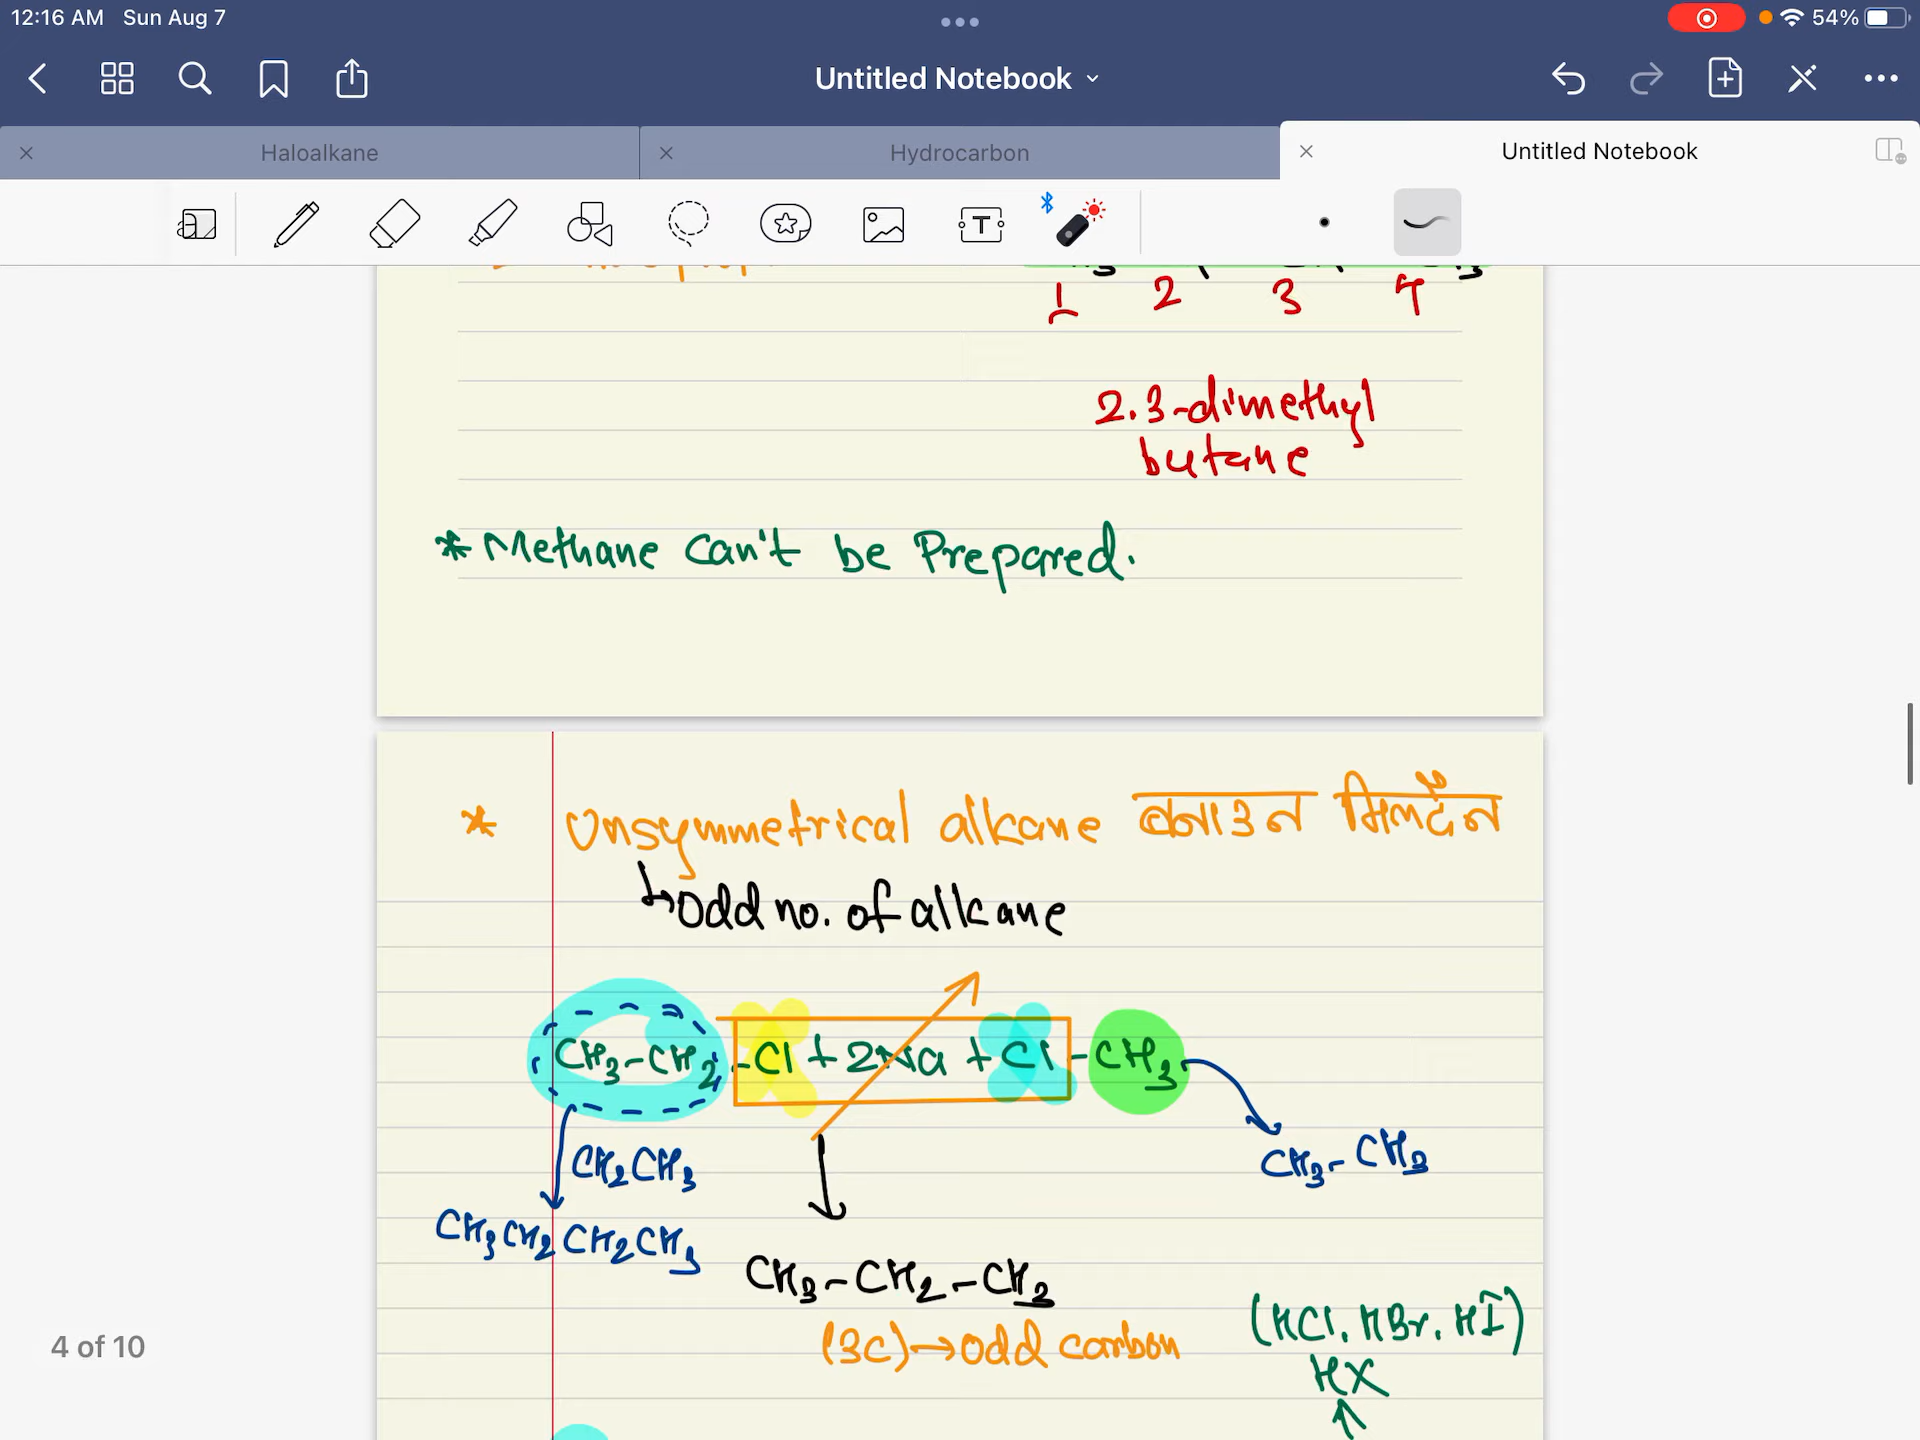 12:16 AM Sun Aug 7
54%
Untitled Notebook
Haloalkane
Hydrocarbon
Untitled Notebook
T
1 2 3 4
2.3-dimethyl
butane
* Methane can't be Prepared.
* Unsymmetrical alkane बनाउन मिल्दैन
↳ Odd no. of alkane
CH₃-CH₂-Cl + 2Na + Cl-CH₃
CH₂CH₃
CH₃-CH₃
CH₃CH₂CH₂CH₃
CH₃-CH₂-CH₃
(3C)→odd carbon
(HCl, HBr, HI)
HX
4 of 10